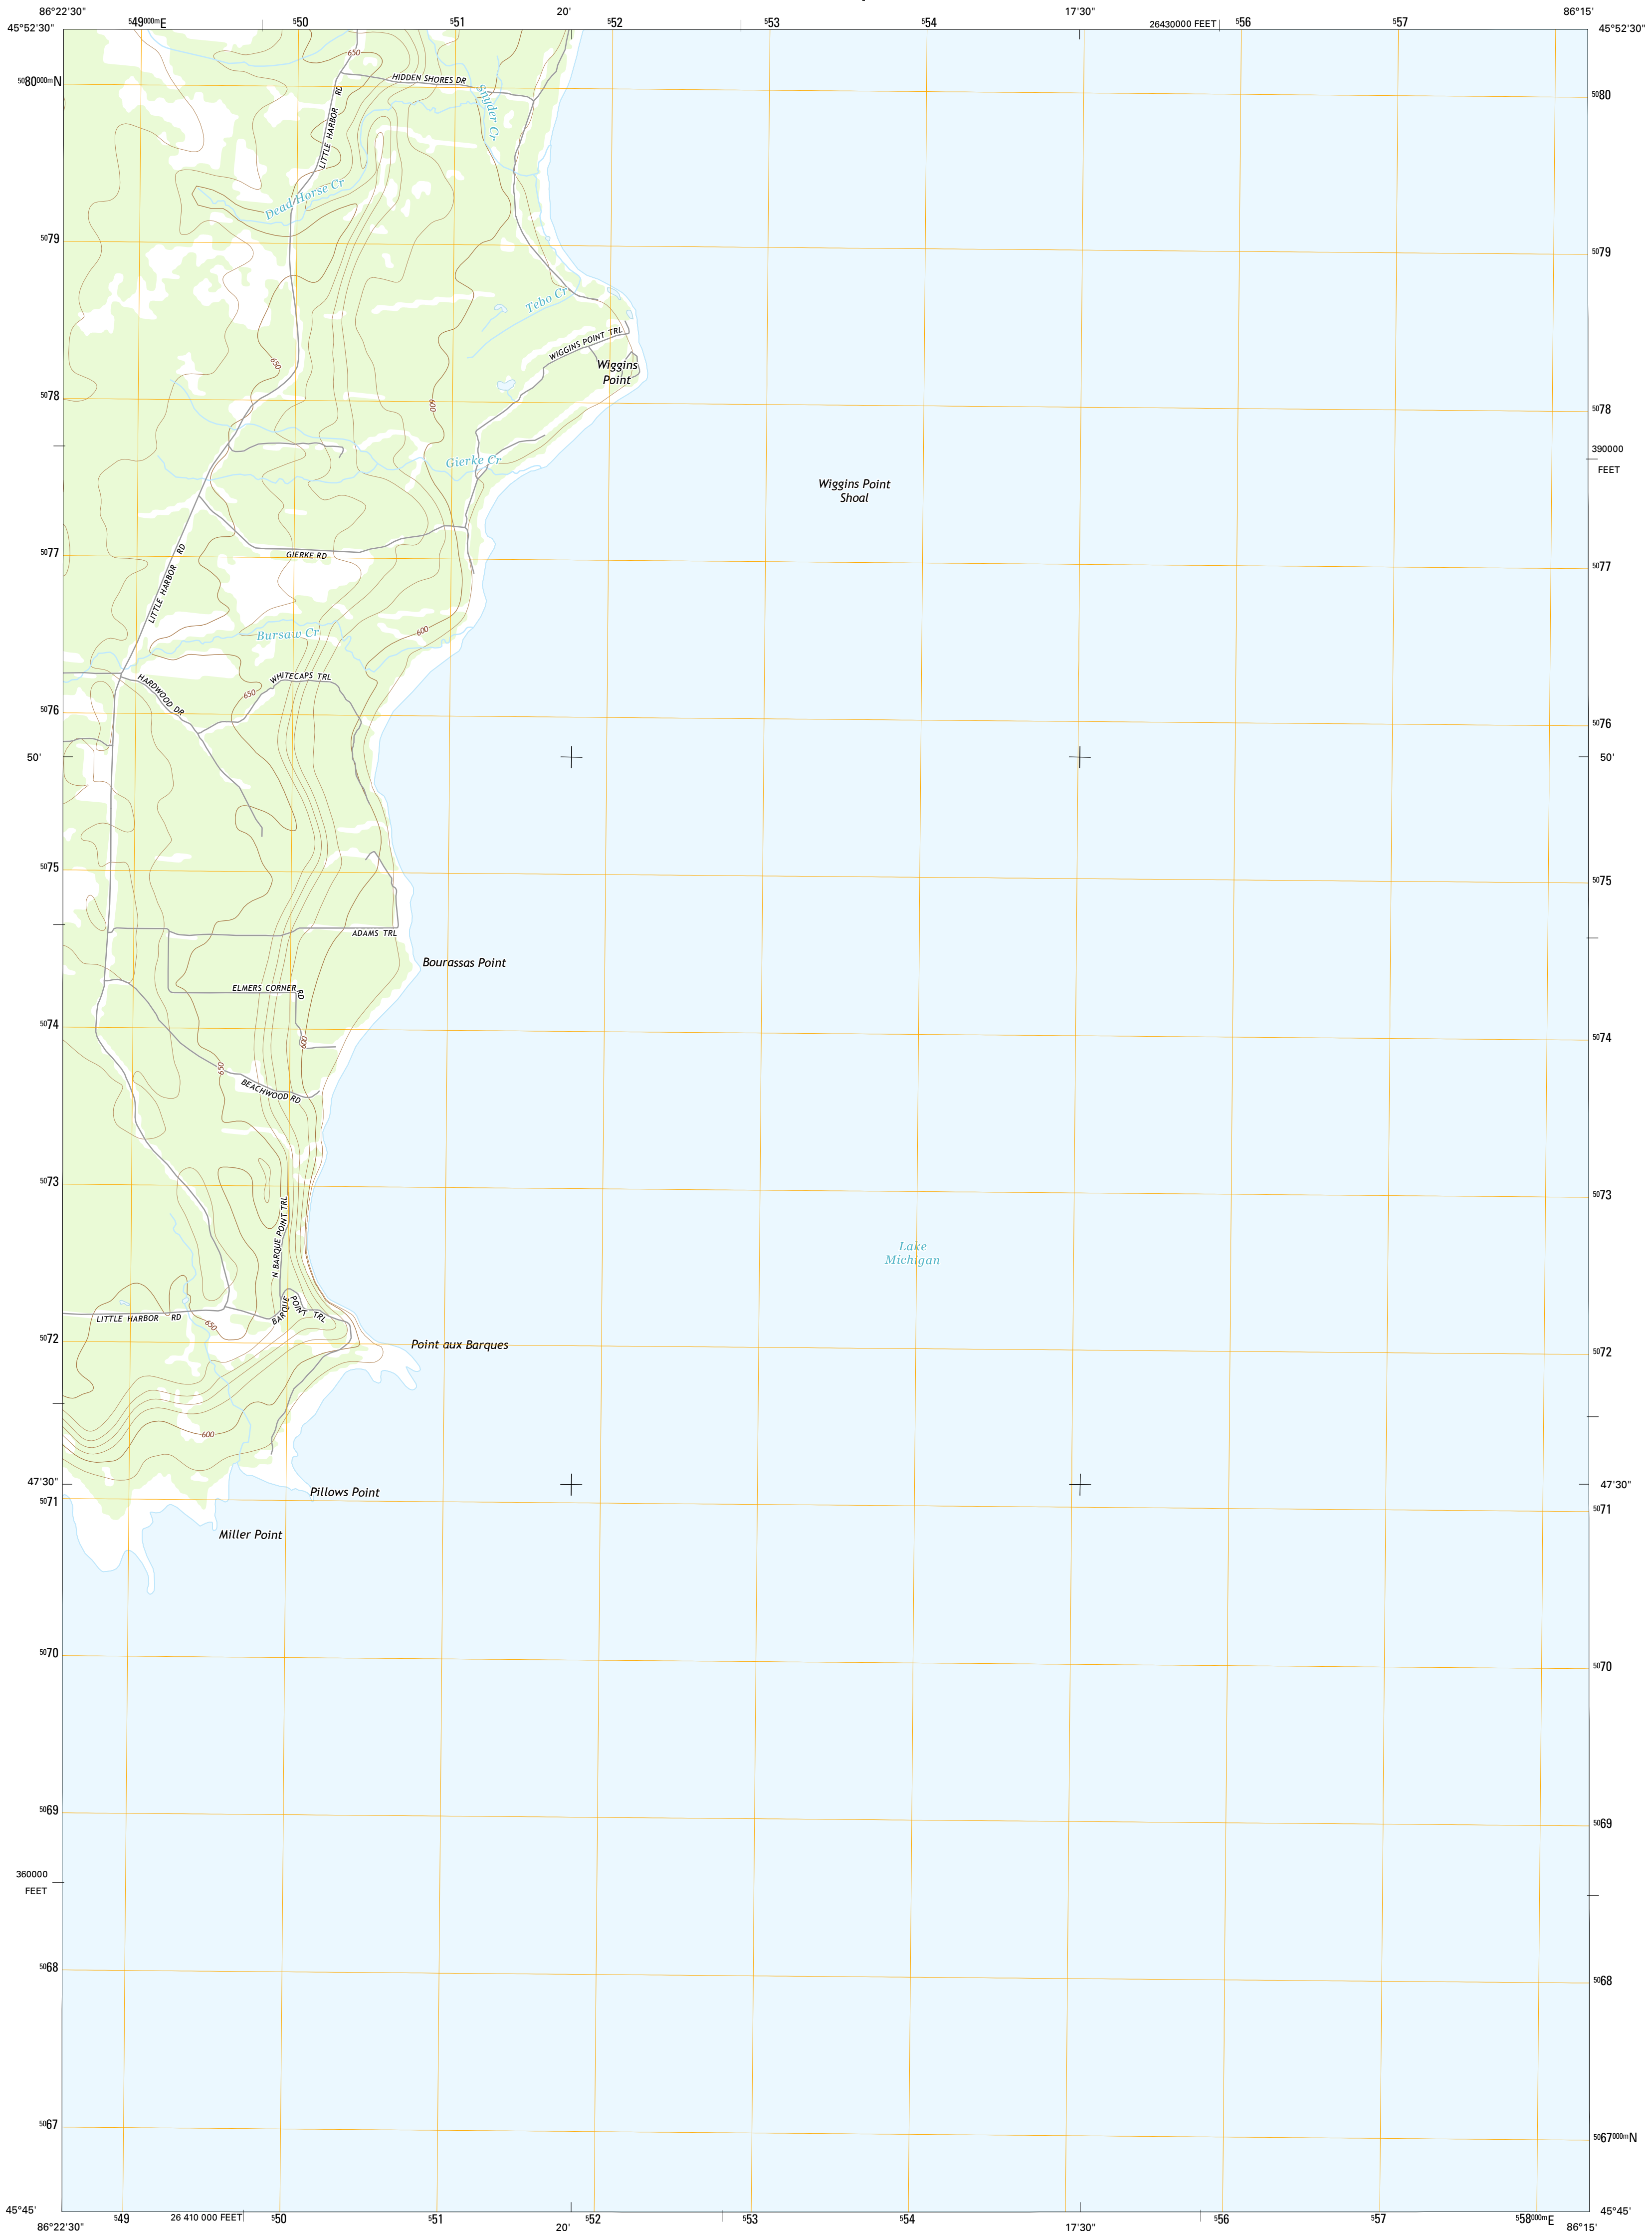 86°22'30"
⁵49⁰⁰⁰ᵐE
⁵50
⁵51
20'
⁵52
⁵53
⁵54
17'30"
26430000 FEET
⁵56
⁵57
86°15'
45°52'30"
45°52'30"
⁵⁰80⁰⁰⁰ᵐN
⁵⁰80
650
HIDDEN SHORES DR
LITTLE HARBOR RD
Snyder Cr
Dead Horse Cr
⁵⁰79
⁵⁰79
Tebo Cr
WIGGINS POINT TRL
Wiggins
Point
650
⁵⁰78
600
⁵⁰78
390000
FEET
Gierke Cr
Wiggins Point
Shoal
⁵⁰77
LITTLE HARBOR RD
GIERKE RD
⁵⁰77
Bursaw Cr
600
HARDWOOD DR
WHITECAPS TRL
650
⁵⁰76
⁵⁰76
50'
50'
⁵⁰75
⁵⁰75
ADAMS TRL
Bourassas Point
ELMERS CORNER RD
⁵⁰74
⁵⁰74
600
650
BEACHWOOD RD
⁵⁰73
⁵⁰73
N BARQUE POINT TRL
Lake
Michigan
LITTLE HARBOR RD
650
BARQUE POINT TRL
⁵⁰72
Point aux Barques
⁵⁰72
600
47'30"
47'30"
Pillows Point
⁵⁰71
⁵⁰71
Miller Point
⁵⁰70
⁵⁰70
⁵⁰69
⁵⁰69
360000
FEET
⁵⁰68
⁵⁰68
⁵⁰67
⁵⁰67⁰⁰⁰ᵐN
45°45'
45°45'
86°22'30"
⁵49
26 410 000 FEET
⁵50
⁵51
20'
⁵52
⁵53
⁵54
17'30"
⁵56
⁵57
⁵58⁰⁰⁰ᵐE
86°15'